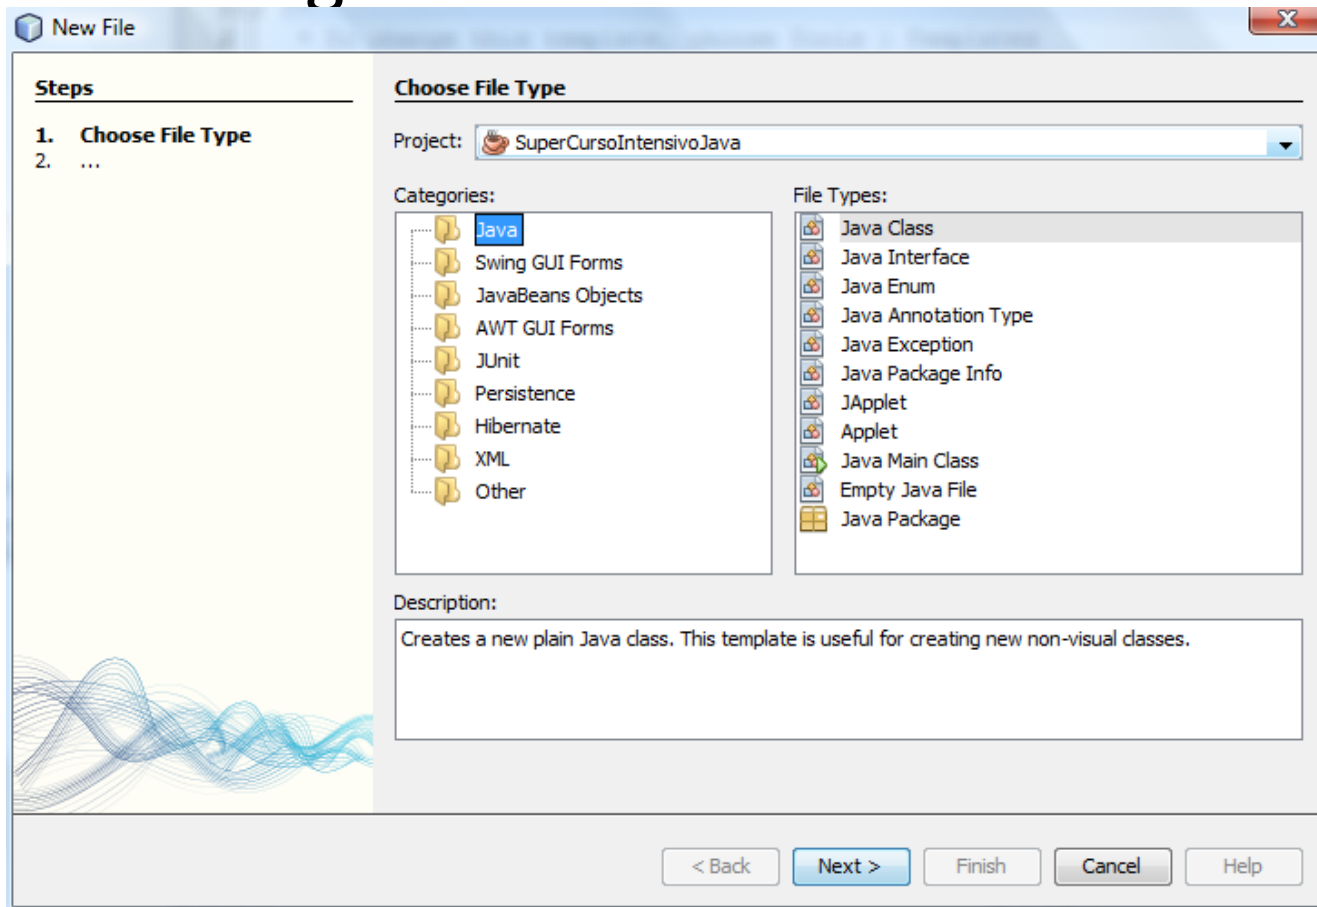 New File
Steps
1. Choose File Type
2. ...
Choose File Type
Project: SuperCursoIntensivoJava
Categories:
Java
Swing GUI Forms
JavaBeans Objects
AWT GUI Forms
JUnit
Persistence
Hibernate
XML
Other
File Types:
Java Class
Java Interface
Java Enum
Java Annotation Type
Java Exception
Java Package Info
JApplet
Applet
Java Main Class
Empty Java File
Java Package
Description:
Creates a new plain Java class. This template is useful for creating new non-visual classes.
< Back Next > Finish Cancel Help